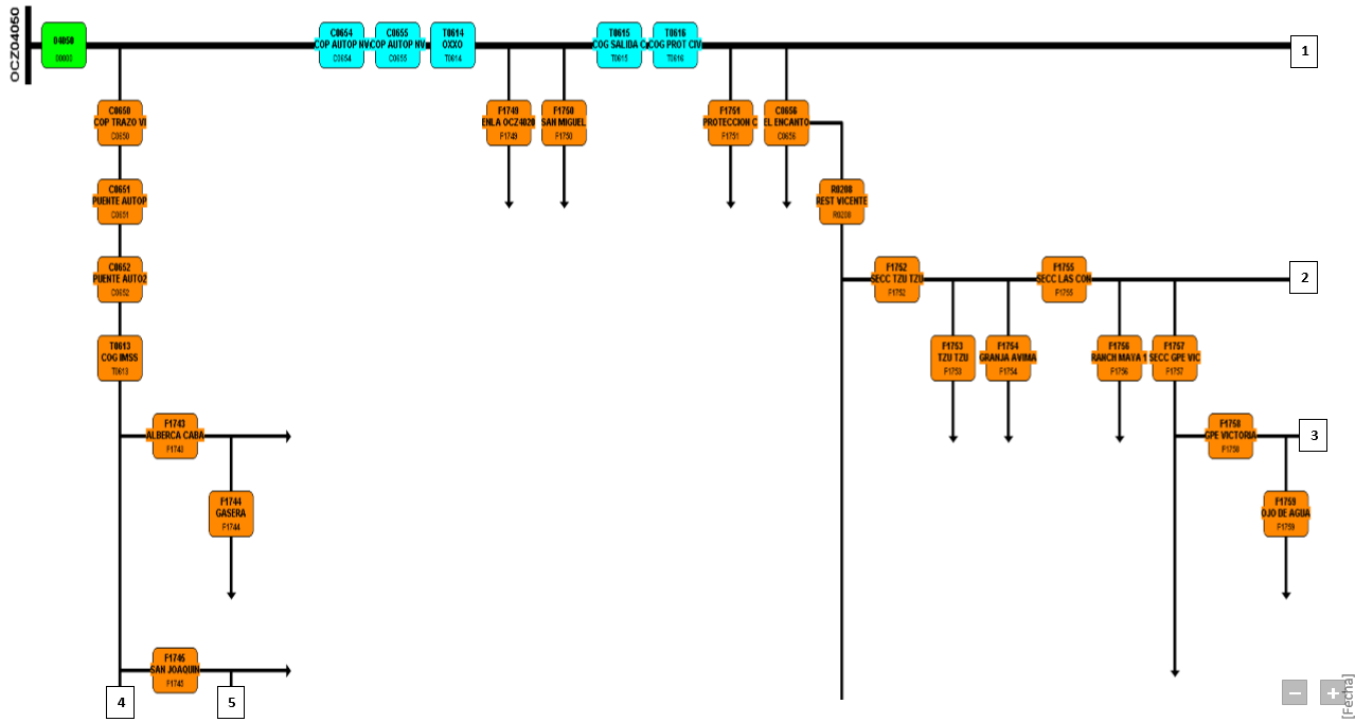 OCZ04050
04050
00000
C0654
COP AUTOP NV
C0654
C0655
COP AUTOP NV
C0655
T0614
OXXO
T0614
T0615
COG SALIDA C
T0615
T0616
COG PROT CIV
T0616
1
C0650
COP TRAZO VI
C0650
F1749
ENLA OCZ4020
F1749
F1750
SAN MIGUEL
F1750
F1751
PROTECCION C
F1751
C0656
EL ENCANTO
C0656
C0651
PUENTE AUTOP
C0651
R0208
REST VICENTE
R0208
C0652
PUENTE AUTO2
C0652
F1752
SECC TZU TZU
F1752
F1755
SECC LAS CON
F1755
2
T0613
COG IMSS
T0613
F1753
TZU TZU
F1753
F1754
GRANJA AVIMA
F1754
F1756
RANCH MAYA 1
F1756
F1757
SECC GPE VIC
F1757
F1743
ALBERCA CABA
F1743
F1758
GPE VICTORIA
F1758
3
F1744
GASERA
F1744
F1759
OJO DE AGUA
F1759
F1745
SAN JOAQUIN
F1745
4
5
[Fecha]